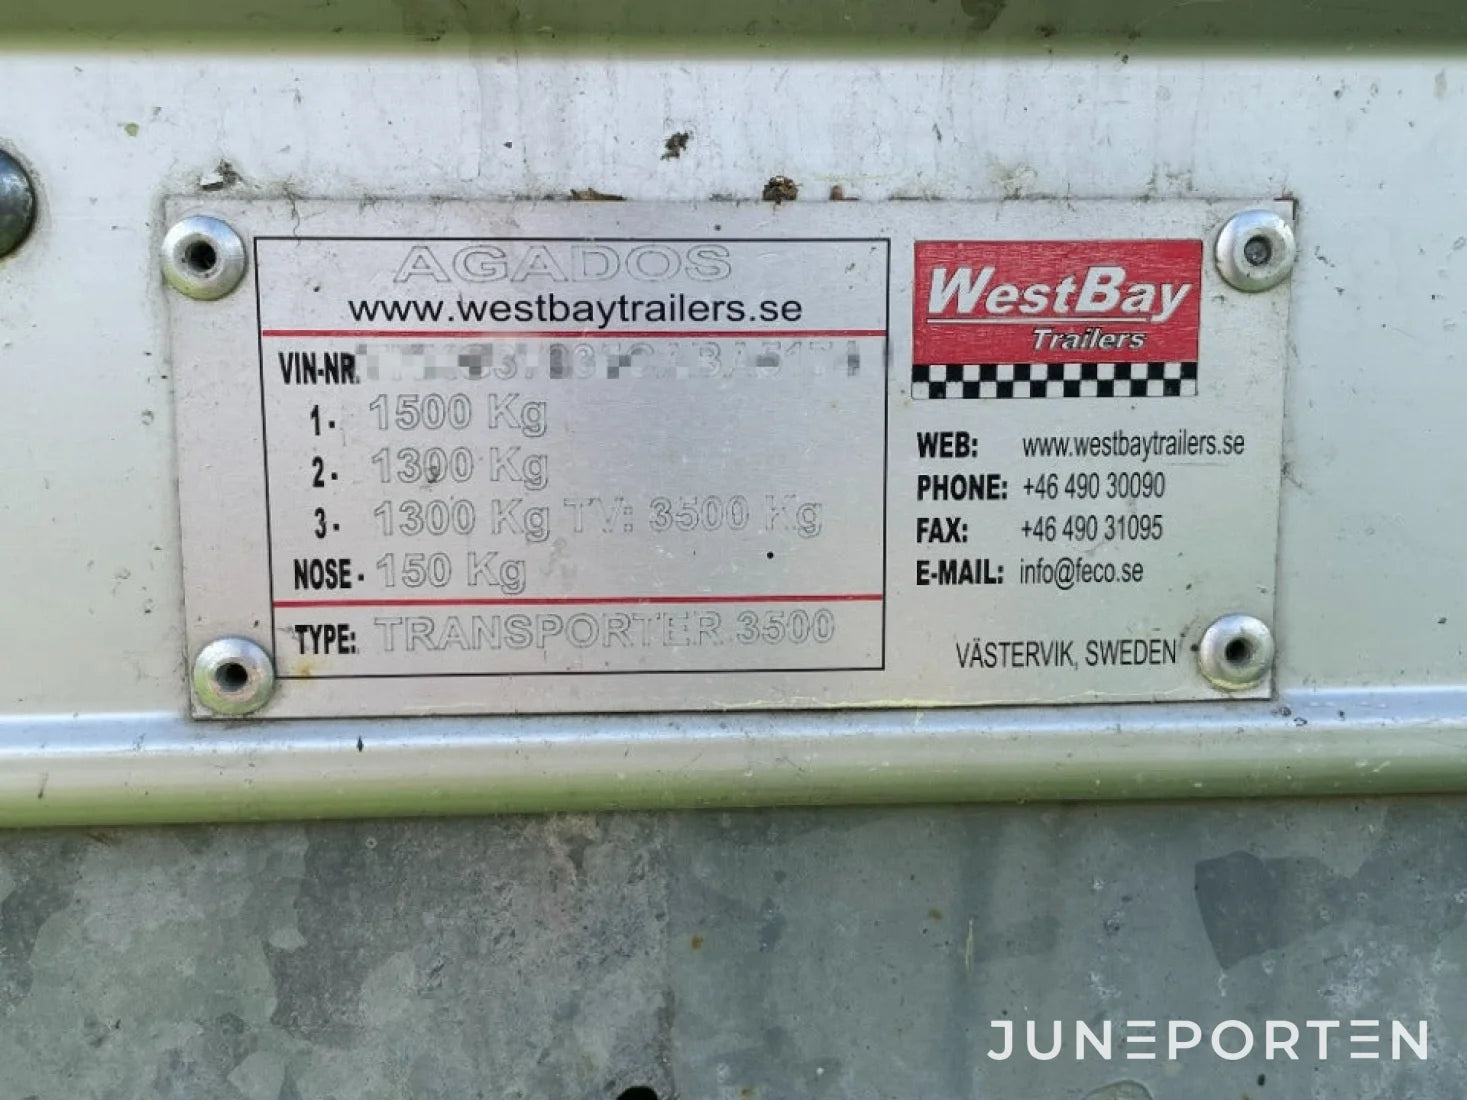 AGADOS
www.westbaytrailers.se
VIN-NR.
1- 1500 Kg
2- 1300 Kg
3- 1300 Kg TV: 3500 Kg
NOSE- 150 Kg
TYPE: TRANSPORTER 3500
WestBay
Trailers
WEB: www.westbaytrailers.se
PHONE: +46 490 30090
FAX: +46 490 31095
E-MAIL: info@feco.se
VÄSTERVIK, SWEDEN
JUNEPORTEN